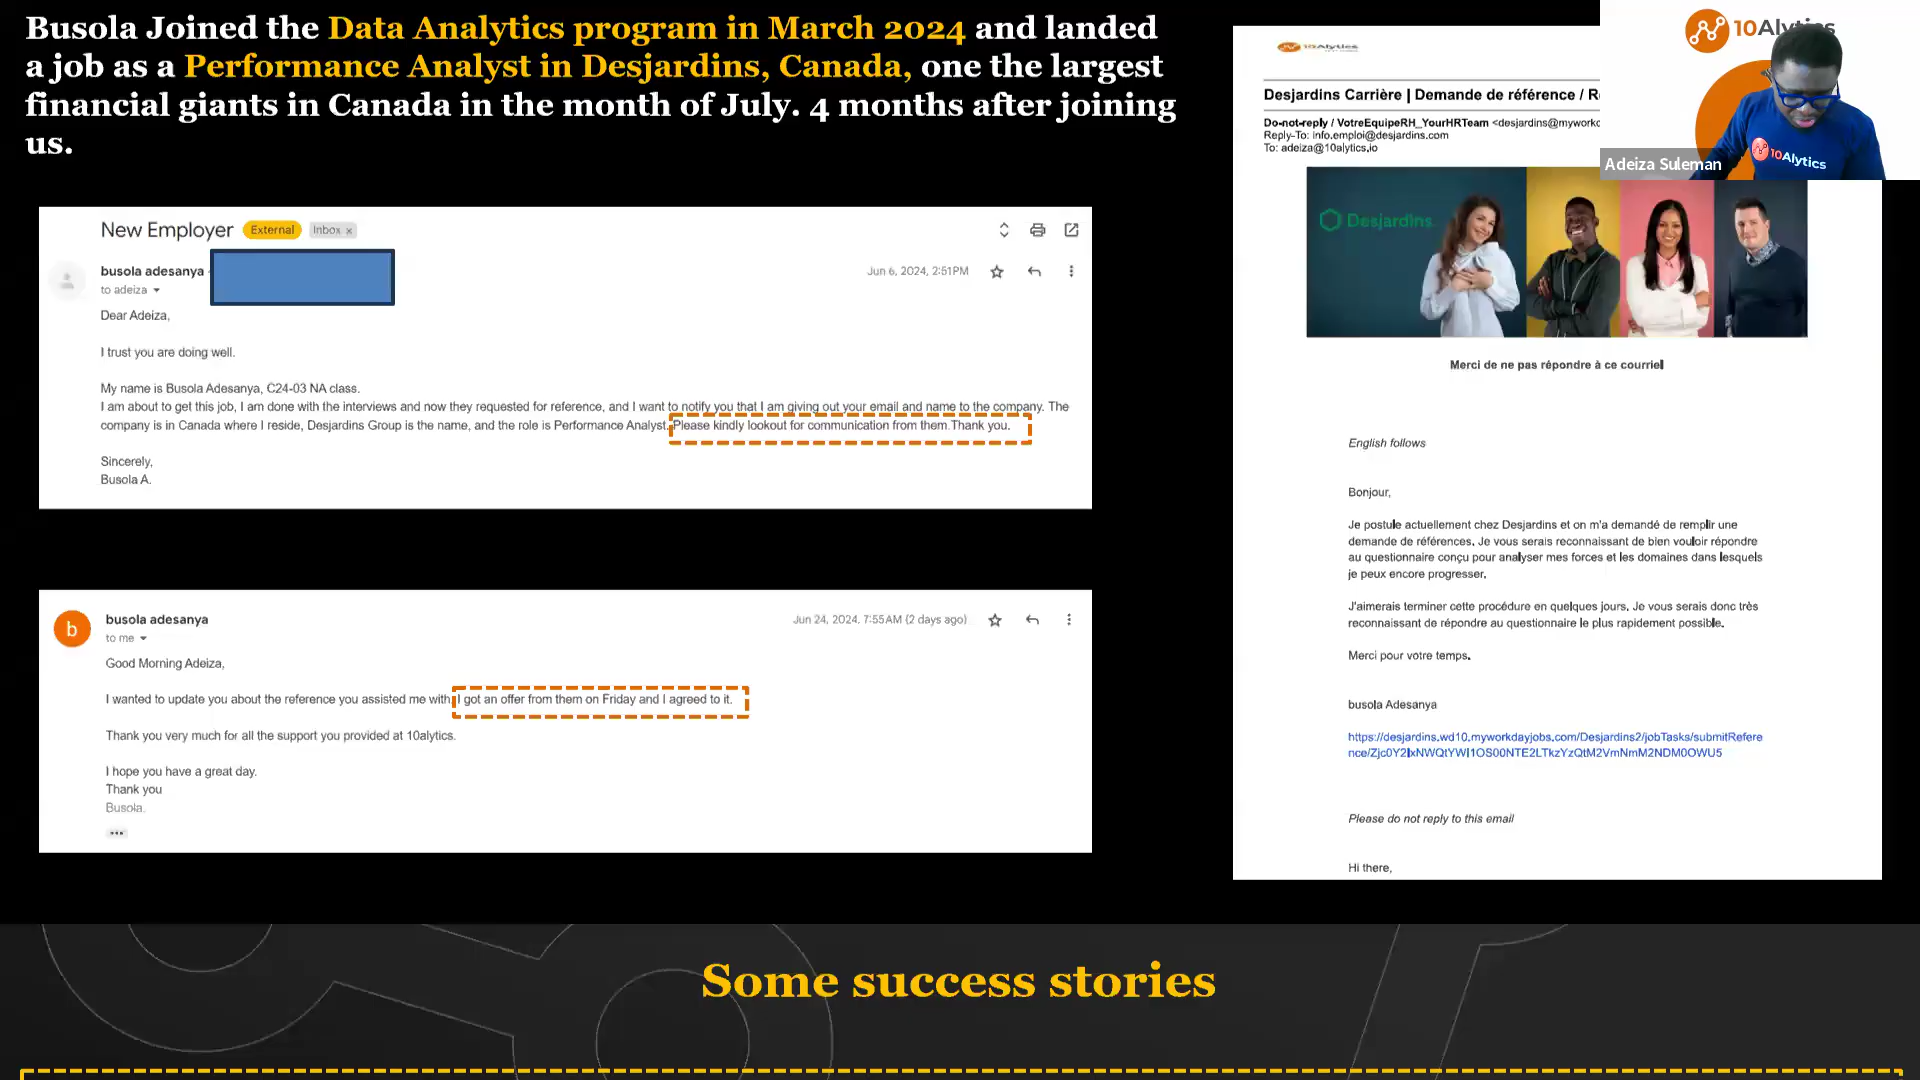 Busola Joined the Data Analytics program in March 2024 and landed
a job as a Performance Analyst in Desjardins, Canada, one the largest
financial giants in Canada in the month of July. 4 months after joining
us.
New Employer External Inbox x
busola adesanya
Jun 6, 2024, 2:51 PM
to adeiza
Dear Adeiza,
I trust you are doing well.
My name is Busola Adesanya, C24-03 NA class.
I am about to get this job, I am done with the interviews and now they requested for reference, and I want to notify you that I am giving out your email and name to the company. The
company is in Canada where I reside, Desjardins Group is the name, and the role is Performance Analyst. Please kindly lookout for communication from them. Thank you.
Sincerely,
Busola A.
b
busola adesanya
Jun 24, 2024, 7:55 AM (2 days ago)
to me
Good Morning Adeiza,
I wanted to update you about the reference you assisted me with. I got an offer from them on Friday and I agreed to it.
Thank you very much for all the support you provided at 10alytics.
I hope you have a great day.
Thank you
Busola.
10Alytics
Desjardins Carrière | Demande de référence /
Do-not-reply / VotreEquipeRH_YourHRTeam
Reply-To: info.emploi@desjardins.com
To: adeiza@10alytics.io
Desjardins
Merci de ne pas répondre à ce courriel
English follows
Bonjour,
Je postule actuellement chez Desjardins et on m'a demandé de remplir une
demande de références. Je vous serais reconnaissant de bien vouloir répondre
au questionnaire conçu pour analyser mes forces et les domaines dans lesquels
je peux encore progresser.
J'aimerais terminer cette procédure en quelques jours. Je vous serais donc très
reconnaissant de répondre au questionnaire le plus rapidement possible.
Merci pour votre temps.
busola Adesanya
https://desjardins.wd10.myworkdayjobs.com/Desjardins2/jobTasks/submitRefere
Please do not reply to this email
Hi there,
10Alytics
10Alytics
Adeiza Suleman
Some success stories